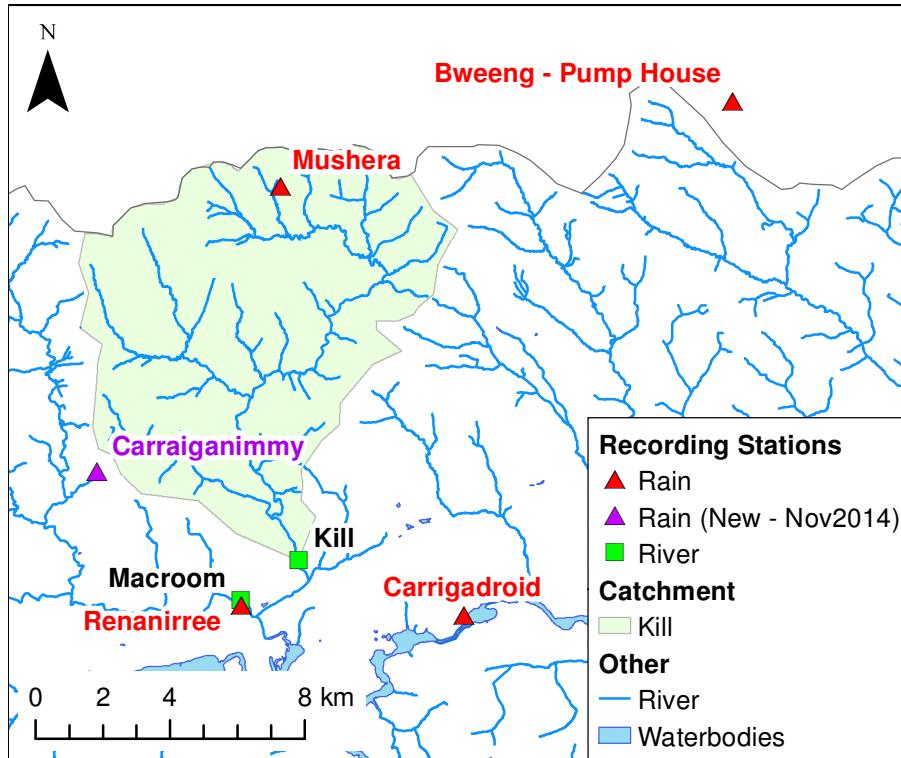 N
Bweeng - Pump House
Mushera
Carraiganimmy
Kill
Macroom
Renanirree
Carrigadroid
0 2 4 8 km
Recording Stations
Rain
Rain (New - Nov2014)
River
Catchment
Kill
Other
River
Waterbodies